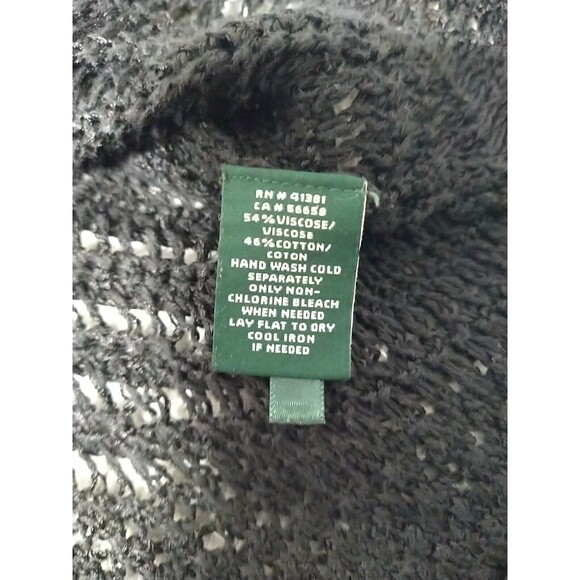 RN # 41381
CA # 56658
54%VISCOSE/
VISCOSE
46%COTTON/
COTON
HAND WASH COLD
SEPARATELY
ONLY NON-
CHLORINE BLEACH
WHEN NEEDED
LAY FLAT TO DRY
COOL IRON
IF NEEDED